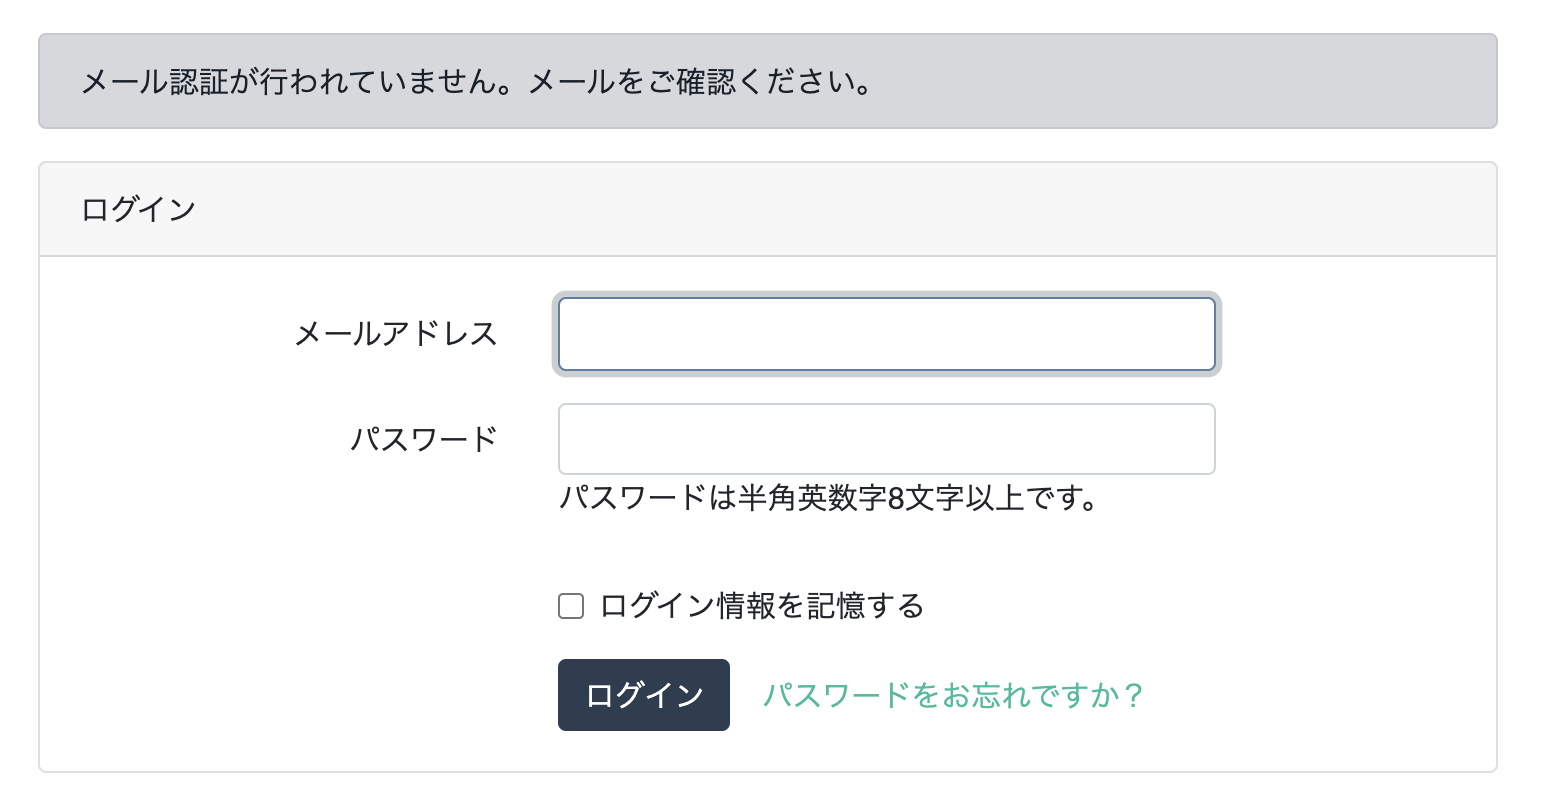 メール認証が行われていません。メールをご確認ください。
ログイン
メールアドレス
パスワード
パスワードは半角英数字8文字以上です。
ログイン情報を記憶する
ログイン パスワードをお忘れですか？